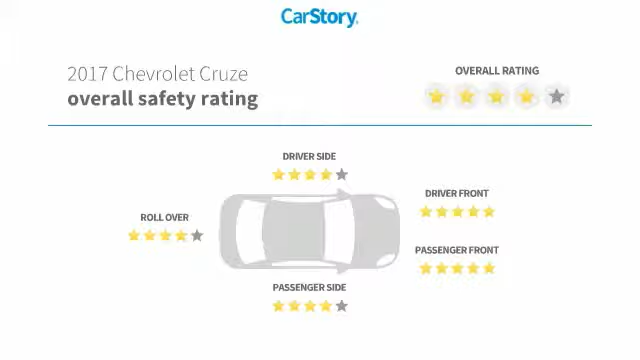 CarStory.
2017 Chevrolet Cruze
overall safety rating
OVERALL RATING
DRIVER SIDE
DRIVER FRONT
ROLL OVER
PASSENGER FRONT
PASSENGER SIDE